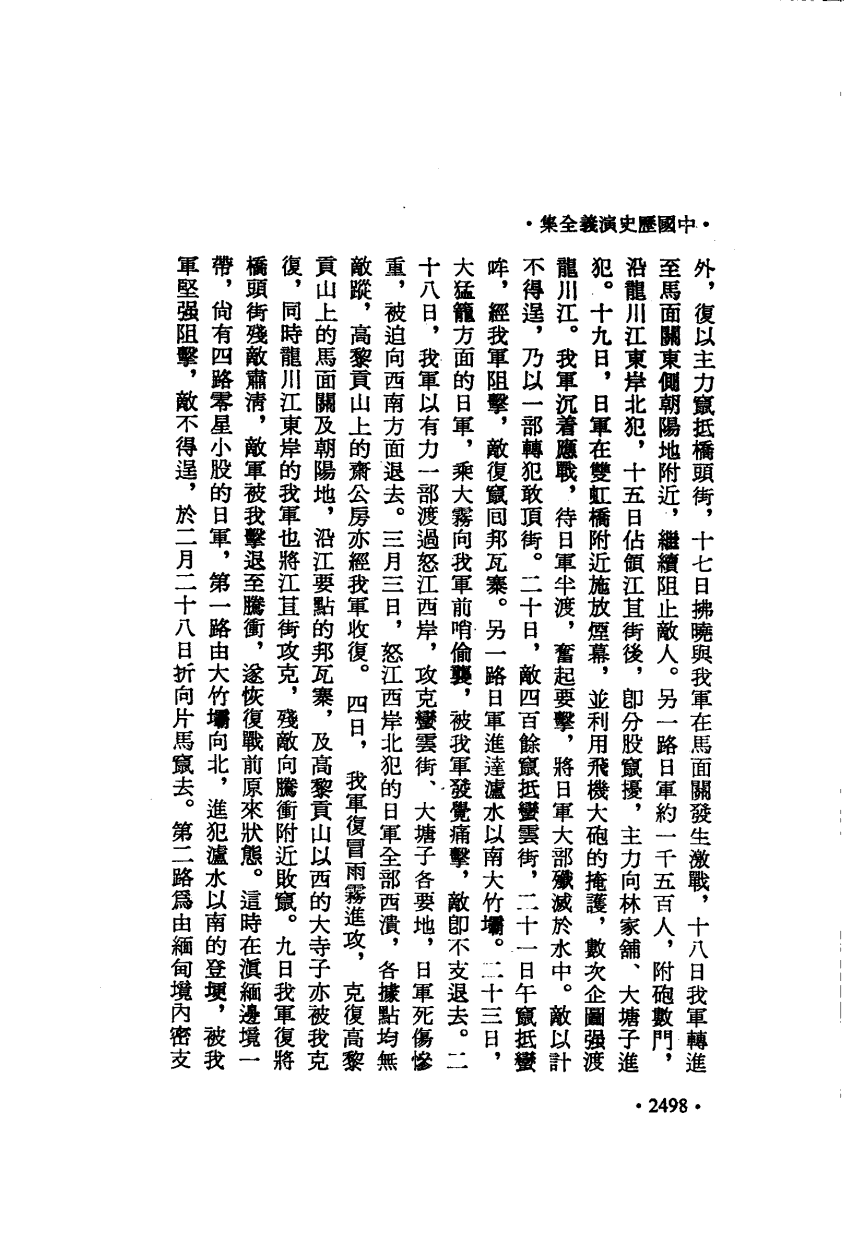 •中國歷史演義全集•
外，復以主力竄抵橋頭街，十七日拂曉與我軍在馬面關發生激戰，十八日我軍轉進
至馬面關東側朝陽地附近，繼續阻止敵人。另一路日軍約一千五百人，附砲數門，
沿龍川江東岸北犯，十五日佔領江苴街後，卽分股竄擾，主力向林家舖、大塘子進
犯。十九日，日軍在雙虹橋附近施放煙幕，並利用飛機大砲的掩護，數次企圖强渡
龍川江。我軍沉着應戰，待日軍半渡，奮起要擊，將日軍大部殲滅於水中。敵以計
不得逞，乃以一部轉犯敢頂街。二十日，敵四百餘竄抵蠻雲街，二十一日午竄抵蠻
哞，經我軍阻擊，敵復竄回邦瓦寨。另一路日軍進達瀘水以南大竹壩。二十三日，
大猛籠方面的日軍，乘大霧向我軍前哨偷襲，被我軍發覺痛擊，敵卽不支退去。二
十八日，我軍以有力一部渡過怒江西岸，攻克蠻雲街、大塘子各要地，日軍死傷慘
重，被迫向西南方面退去。三月三日，怒江西岸北犯的日軍全部西潰，各據點均無
敵蹤，高黎貢山上的齋公房亦經我軍收復。四日，我軍復冒雨霧進攻，克復高黎
貢山上的馬面關及朝陽地，沿江要點的邦瓦寨，及高黎貢山以西的大寺子亦被我克
復，同時龍川江東岸的我軍也將江苴街攻克，殘敵向騰衝附近敗竄。九日我軍復將
橋頭街殘敵肅清，敵軍被我擊退至騰衝，遂恢復戰前原來狀態。這時在滇緬邊境一
帶，尙有四路零星小股的日軍，第一路由大竹壩向北，進犯瀘水以南的登埂，被我
軍堅强阻擊，敵不得逞，於二月二十八日折向片馬竄去。第二路爲由緬甸境內密支
•2498•